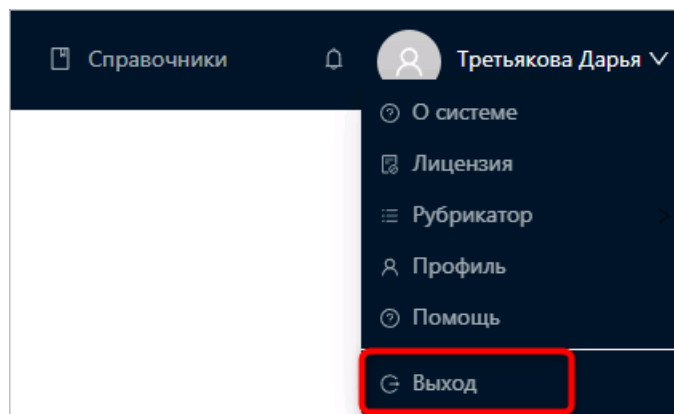 Справочники
Третьякова Дарья
О системе
Лицензия
Рубрикатор
Профиль
Помощь
Выход